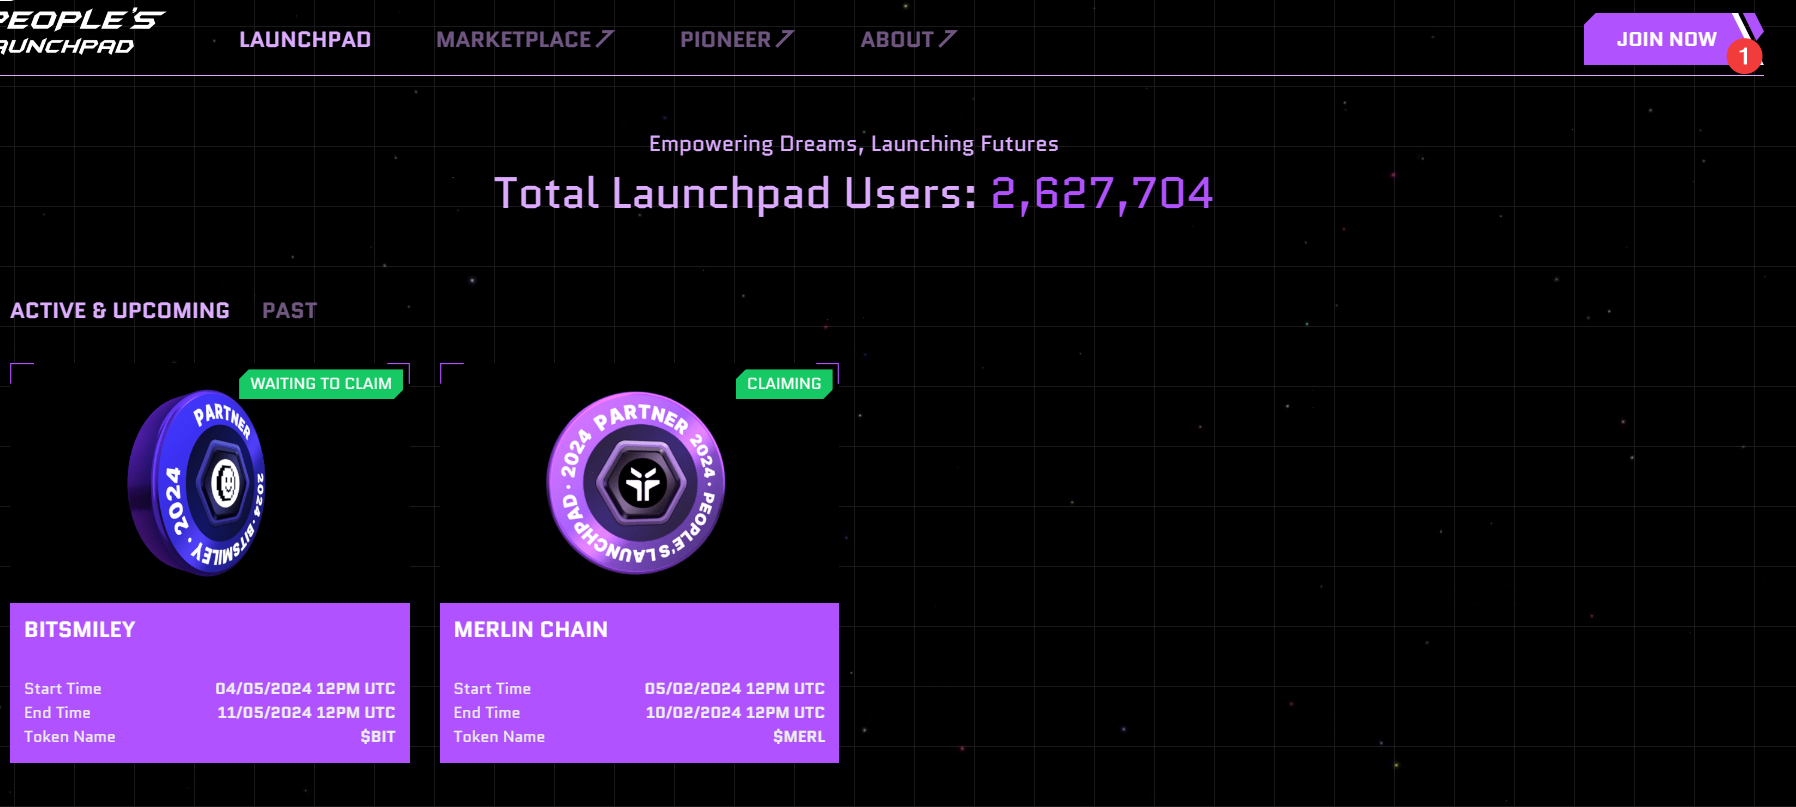 PEOPLE'S
AUNCHPAD
LAUNCHPAD
MARKETPLACE
PIONEER
ABOUT
JOIN NOW
1
Empowering Dreams, Launching Futures
Total Launchpad Users: 2,627,704
ACTIVE & UPCOMING
PAST
WAITING TO CLAIM
PARTNER
2024 · BITSMILEY · 2024
BITSMILEY
Start Time 04/05/2024 12PM UTC
End Time 11/05/2024 12PM UTC
Token Name $BIT
CLAIMING
PARTNER 2024 · PEOPLE'S LAUNCHPAD · 2024
MERLIN CHAIN
Start Time 05/02/2024 12PM UTC
End Time 10/02/2024 12PM UTC
Token Name $MERL